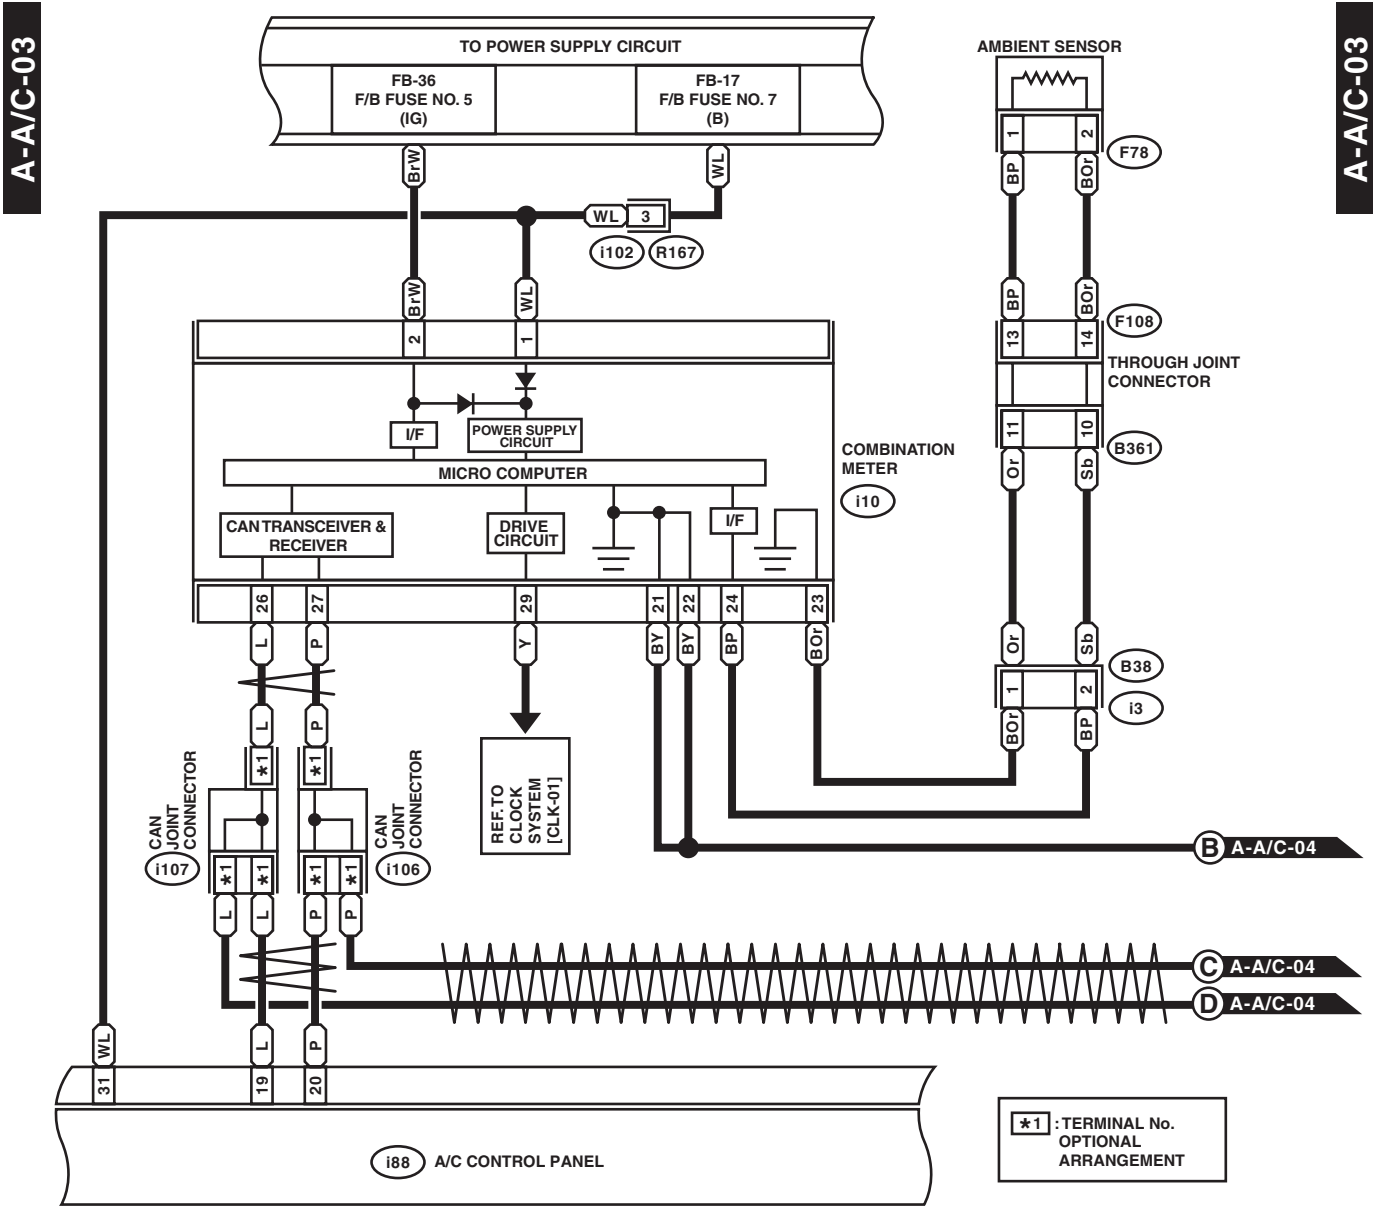 A-A/C-03
A-A/C-03
TO POWER SUPPLY CIRCUIT
FB-36
F/B FUSE NO. 5
(IG)
FB-17
F/B FUSE NO. 7
(B)
AMBIENT SENSOR
1
2
F78
BrW
WL
BP
BOr
WL
3
i102
R167
BrW
WL
BP
BOr
2
1
13
14
F108
THROUGH JOINT
CONNECTOR
I/F
POWER SUPPLY
CIRCUIT
11
10
B361
MICRO COMPUTER
COMBINATION
METER
i10
Or
Sb
CAN TRANSCEIVER &
RECEIVER
DRIVE
CIRCUIT
I/F
26
27
29
21
22
24
23
L
P
Y
BY
BY
BP
BOr
Or
Sb
B38
1
2
i3
L
P
BOr
BP
*1
*1
REF. TO
CLOCK
SYSTEM
[CLK-01]
CAN
JOINT
CONNECTOR
i107
CAN
JOINT
CONNECTOR
i106
*1
*1
*1
*1
B
A-A/C-04
L
L
P
P
C
A-A/C-04
D
A-A/C-04
WL
L
P
31
19
20
i88
A/C CONTROL PANEL
*1 : TERMINAL No.
OPTIONAL
ARRANGEMENT